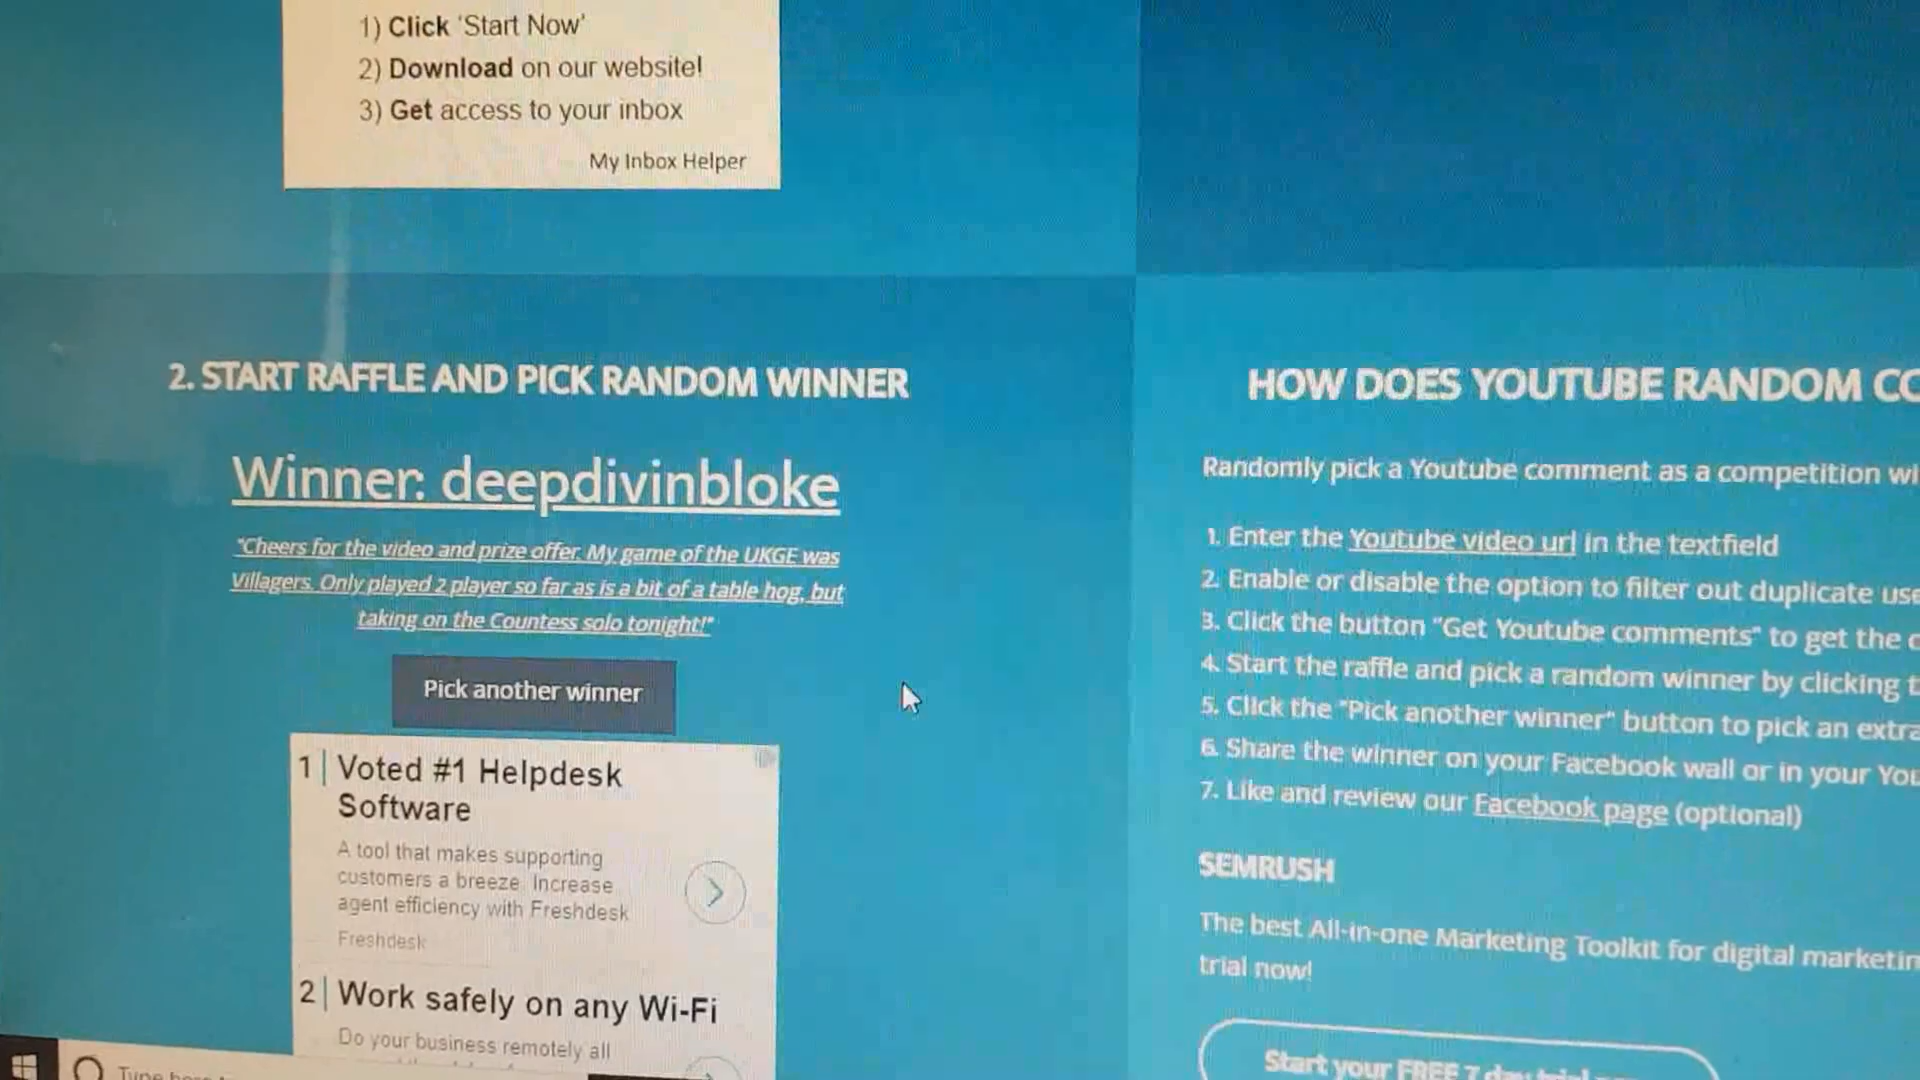 1) Click 'Start Now'
2) Download on our website!
3) Get access to your inbox
My Inbox Helper
2. START RAFFLE AND PICK RANDOM WINNER
Winner: deepdivinbloke
"Cheers for the video and prize offer. My game of the UKGE was
Villagers. Only played 2 player so far as is a bit of a table hog, but
taking on the Countess solo tonight!"
Pick another winner
1 Voted #1 Helpdesk
Software
A tool that makes supporting
customers a breeze. Increase
agent efficiency with Freshdesk
Freshdesk
2 Work safely on any Wi-Fi
Do your business remotely all
HOW DOES YOUTUBE RANDOM CO
Randomly pick a Youtube comment as a competition wi
1. Enter the Youtube video url in the textfield
2. Enable or disable the option to filter out duplicate use
3. Click the button "Get Youtube comments" to get the c
4. Start the raffle and pick a random winner by clicking t
5. Click the "Pick another winner" button to pick an extra
6. Share the winner on your Facebook wall or in your You
7. Like and review our Facebook page (optional)
SEMRUSH
The best All-in-one Marketing Toolkit for digital marketin
trial now!
Start your FREE 7 day trial
Type here